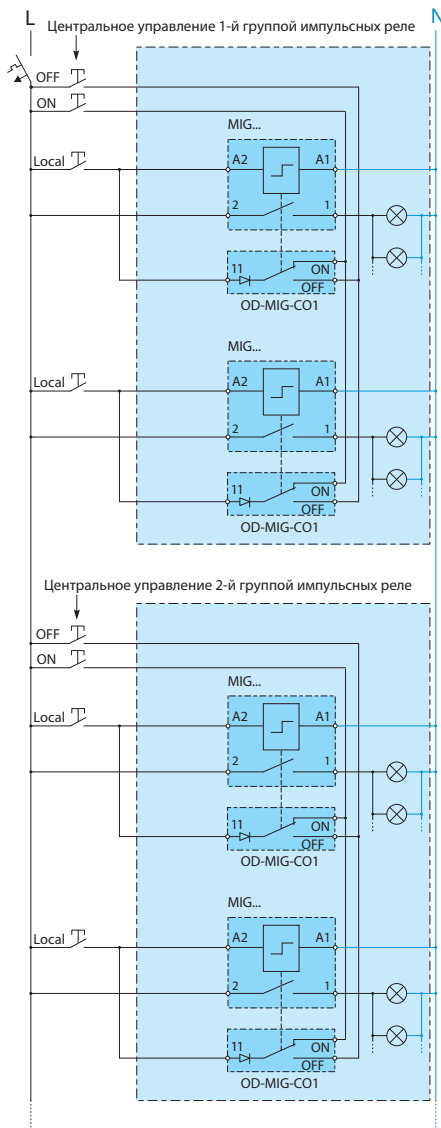 L
N
Центральное управление 1-й группой импульсных реле
OFF
ON
MIG...
Local
A2
A1
2
1
11
ON
OFF
OD-MIG-CO1
MIG...
Local
A2
A1
2
1
11
ON
OFF
OD-MIG-CO1
Центральное управление 2-й группой импульсных реле
OFF
ON
MIG...
Local
A2
A1
2
1
11
ON
OFF
OD-MIG-CO1
MIG...
Local
A2
A1
2
1
11
ON
OFF
OD-MIG-CO1